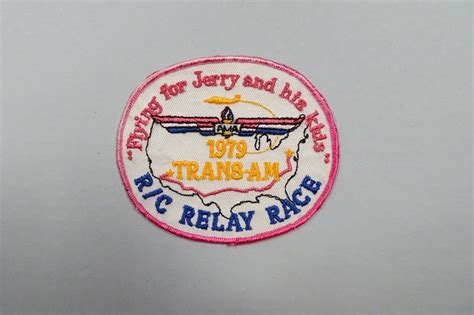 "Flying for Jerry and his kids"
AMA
1979
TRANS-AM
R/C RELAY RACE